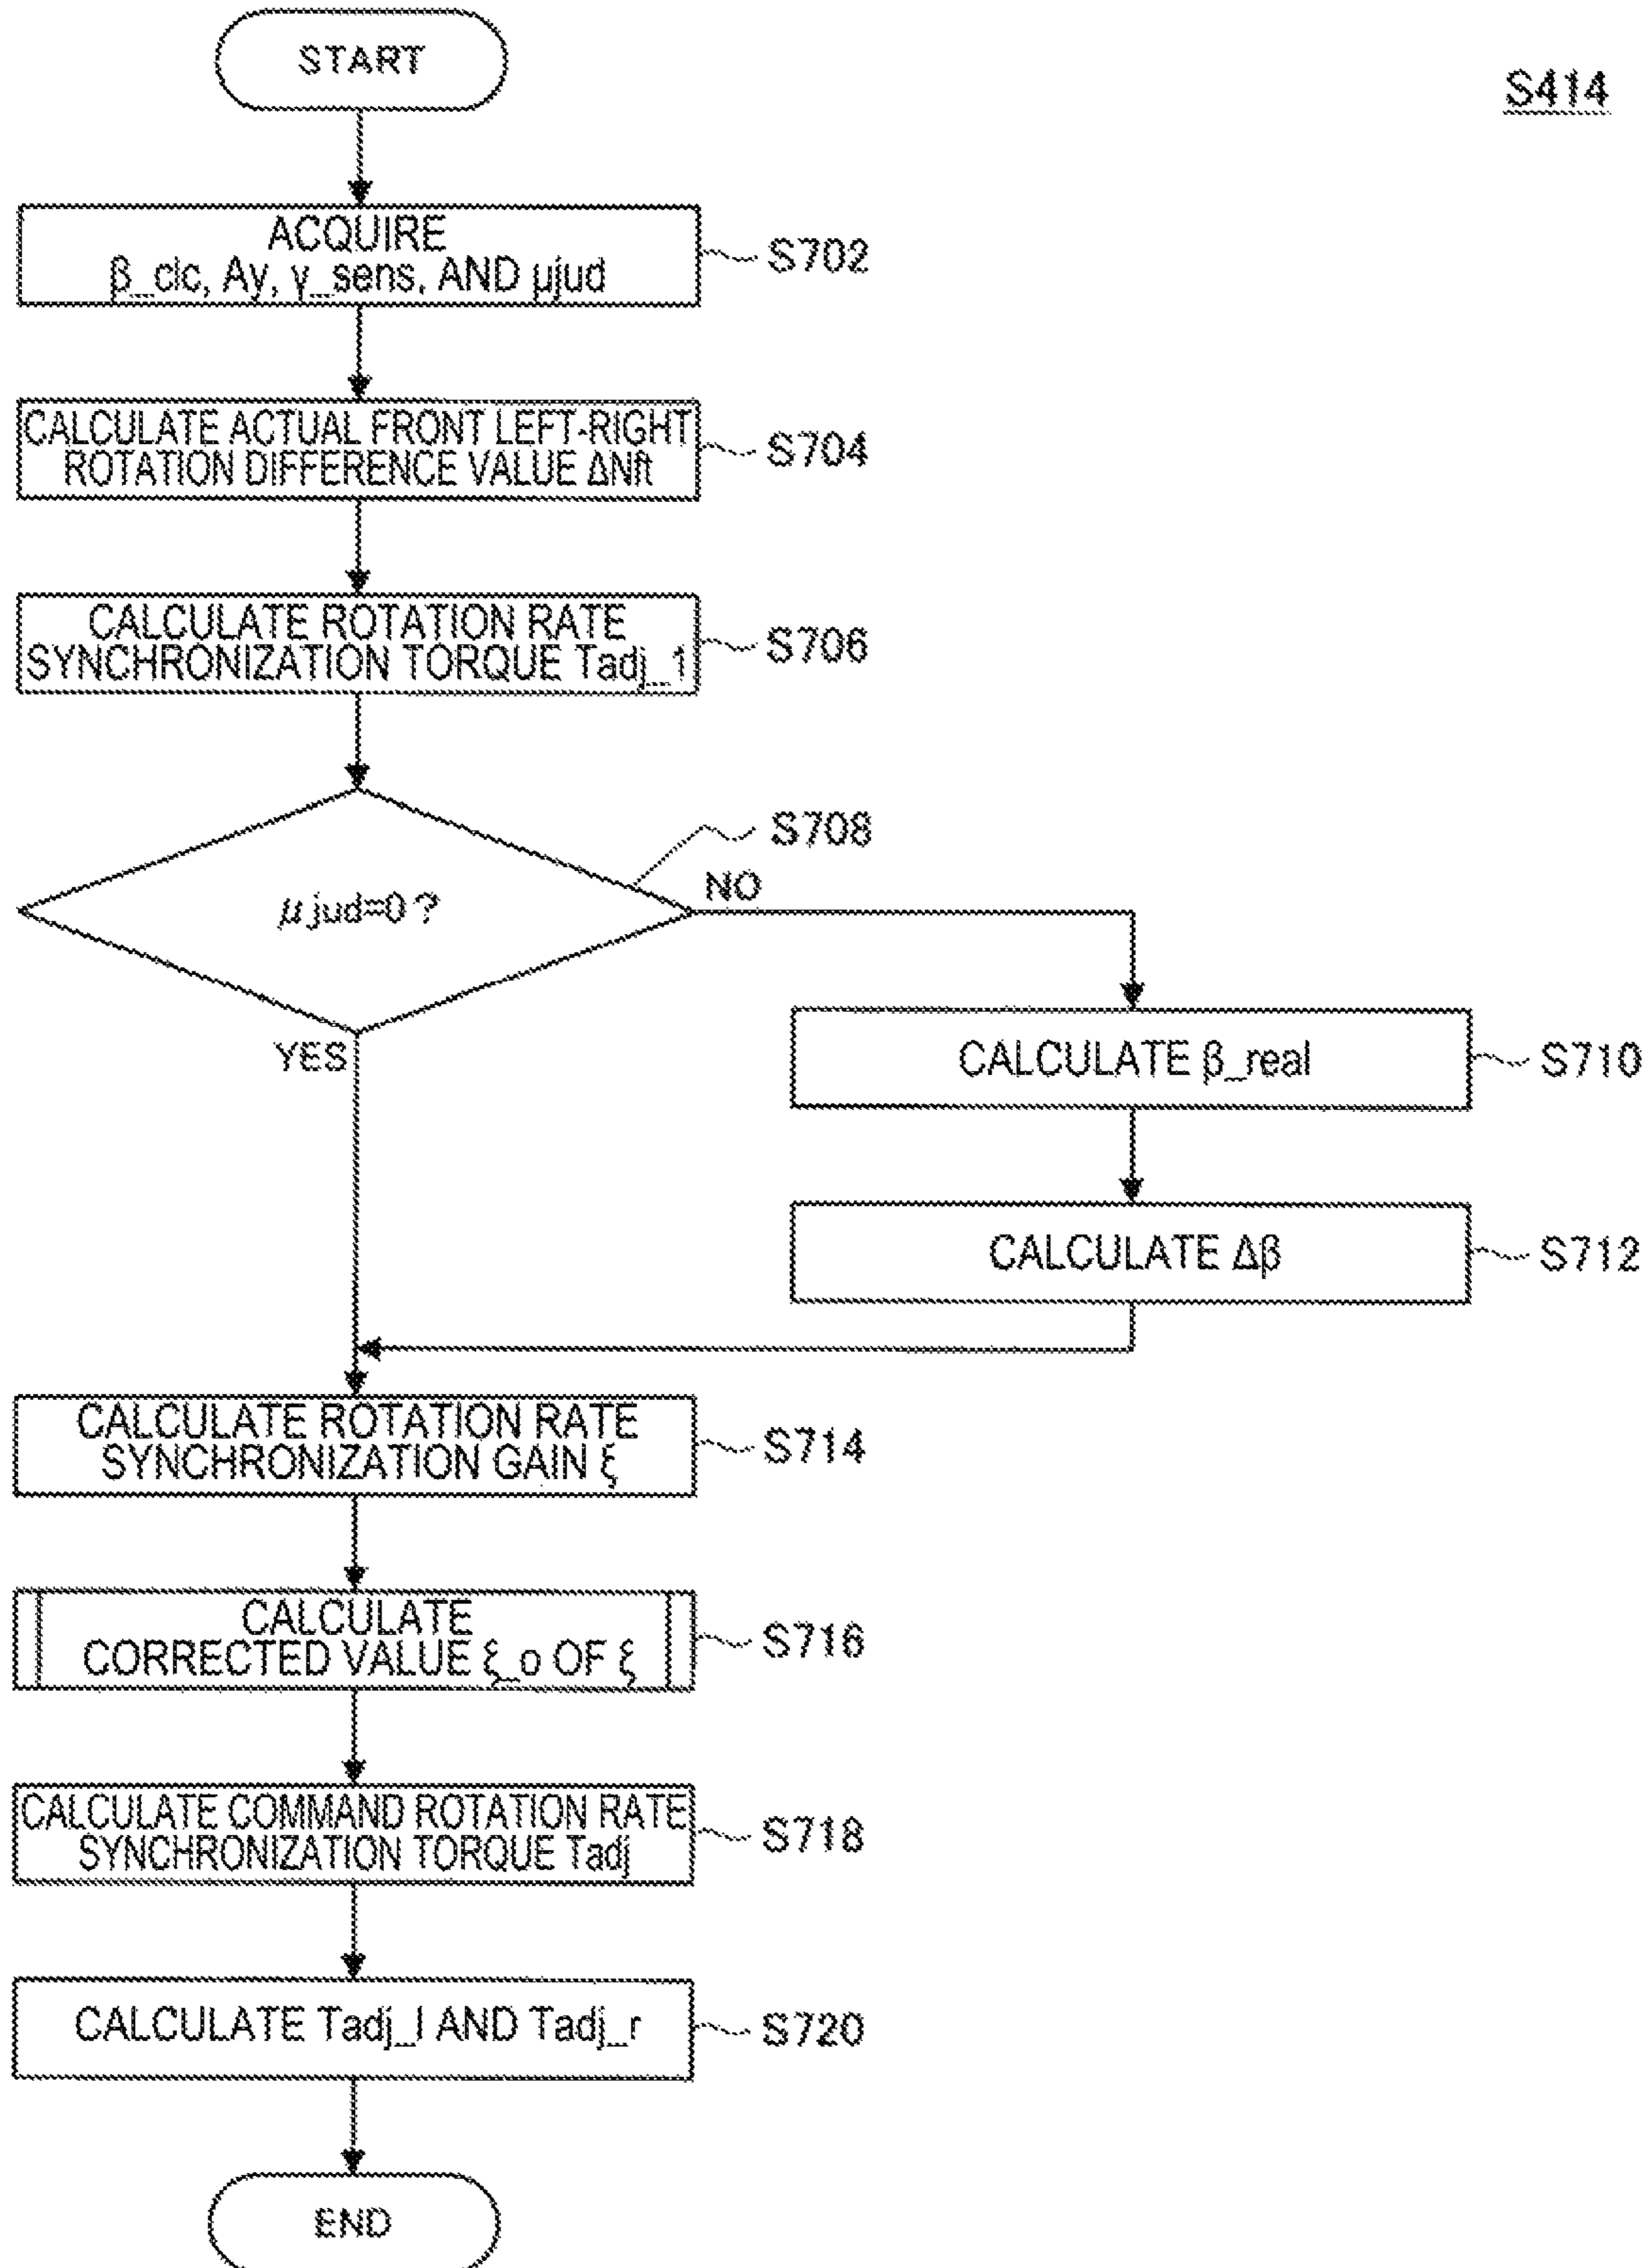 START
S414
ACQUIRE
β_clc, Ay, γ_sens, AND μjud
S702
CALCULATE ACTUAL FRONT LEFT-RIGHT
ROTATION DIFFERENCE VALUE ΔNft
S704
CALCULATE ROTATION RATE
SYNCHRONIZATION TORQUE Tadj_1
S706
S708
μjud=0 ?
NO
YES
CALCULATE β_real
S710
CALCULATE Δβ
S712
CALCULATE ROTATION RATE
SYNCHRONIZATION GAIN ξ
S714
CALCULATE
CORRECTED VALUE ξ_o OF ξ
S716
CALCULATE COMMAND ROTATION RATE
SYNCHRONIZATION TORQUE Tadj
S718
CALCULATE Tadj_l AND Tadj_r
S720
END